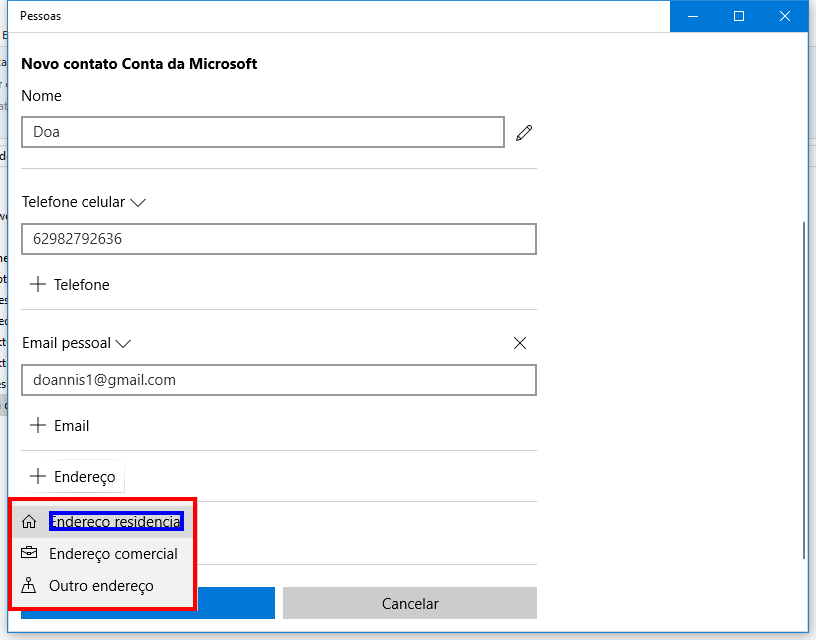 Pessoas
Novo contato Conta da Microsoft
Nome
Doa
Telefone celular
62982792636
Telefone
Email pessoal
doannis1@gmail.com
Email
Endereço
Endereço residencial
Endereço comercial
Outro endereço
Cancelar